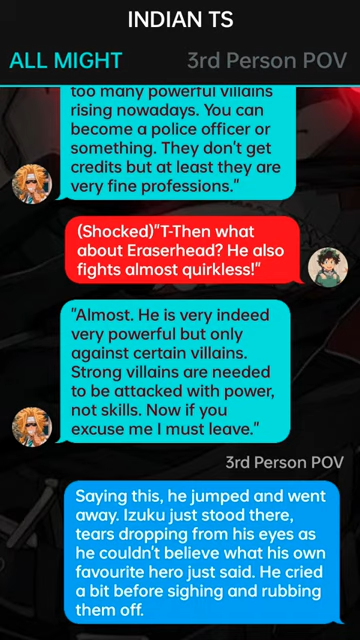 INDIAN TS
ALL MIGHT 3rd Person POV
too many powerful villains
rising nowadays. You can
become a police officer or
something. They don't get
credits but at least they are
very fine professions."
(Shocked)"T-Then what
about Eraserhead? He also
fights almost quirkless!"
"Almost. He is very indeed
very powerful but only
against certain villains.
Strong villains are needed
to be attacked with power,
not skills. Now if you
excuse me I must leave."
3rd Person POV
Saying this, he jumped and went
away. Izuku just stood there,
tears dropping from his eyes as
he couldn't believe what his own
favourite hero just said. He cried
a bit before sighing and rubbing
them off.